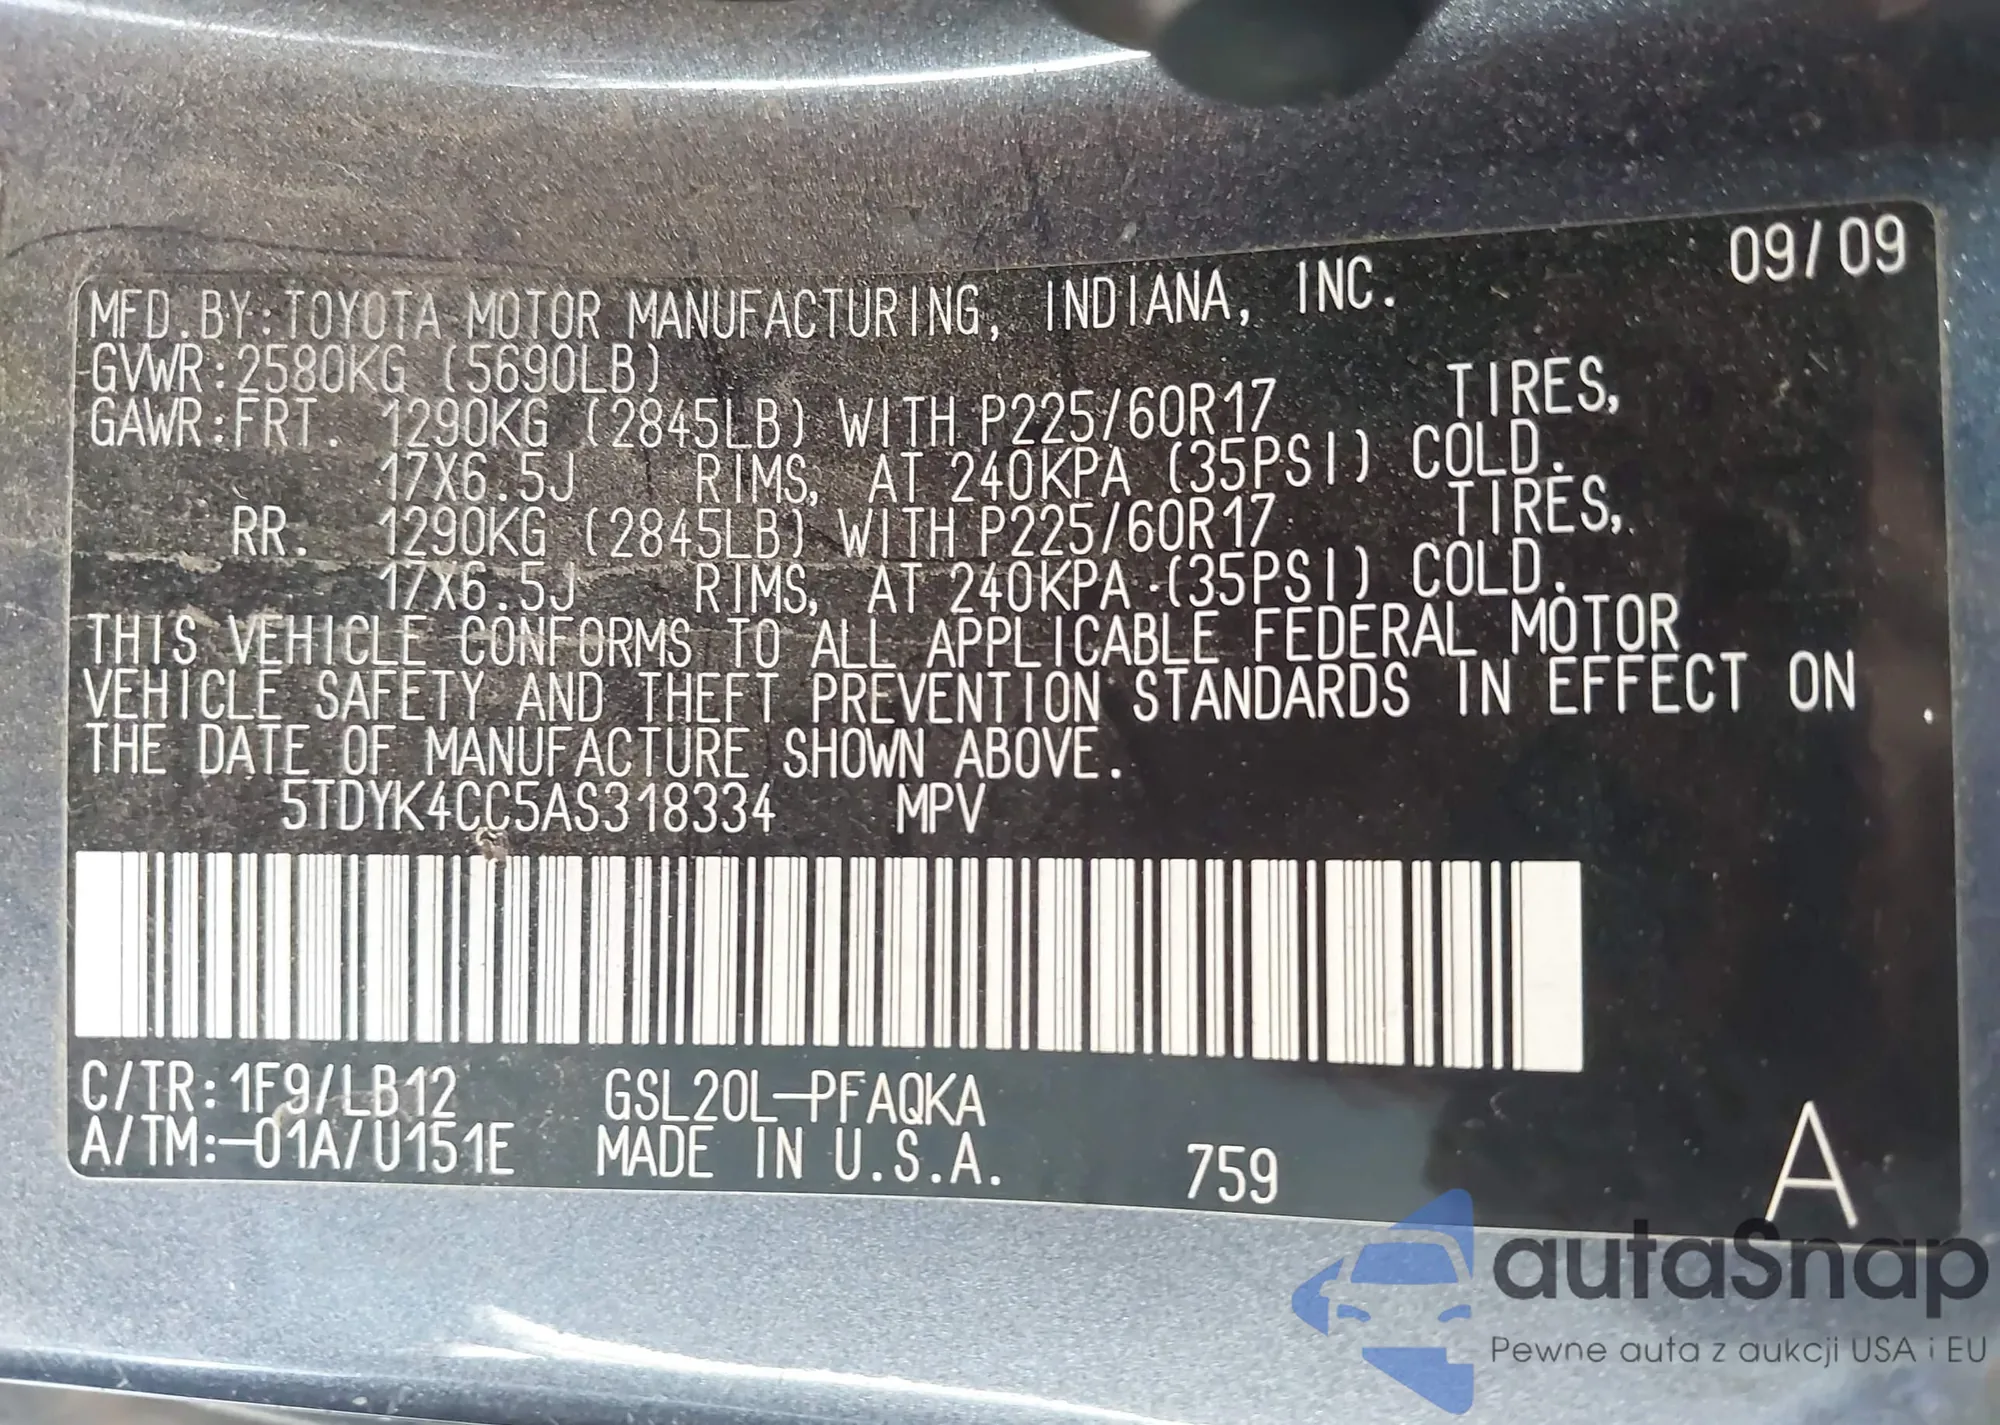 09/09
MFD.BY:TOYOTA MOTOR MANUFACTURING, INDIANA, INC.
GVWR:2580KG (5690LB)
GAWR:FRT. 1290KG (2845LB) WITH P225/60R17 TIRES,
17X6.5J RIMS, AT 240KPA (35PSI) COLD.
RR. 1290KG (2845LB) WITH P225/60R17 TIRES,
17X6.5J RIMS, AT 240KPA (35PSI) COLD.
THIS VEHICLE CONFORMS TO ALL APPLICABLE FEDERAL MOTOR
VEHICLE SAFETY AND THEFT PREVENTION STANDARDS IN EFFECT ON
THE DATE OF MANUFACTURE SHOWN ABOVE.
5TDYK4CC5AS318334 MPV
C/TR:1F9/LB12 GSL20L-PFAQKA
A/TM:-01A/U151E MADE IN U.S.A. 759 A
autaSnap
Pewne auta z aukcji USA i EU